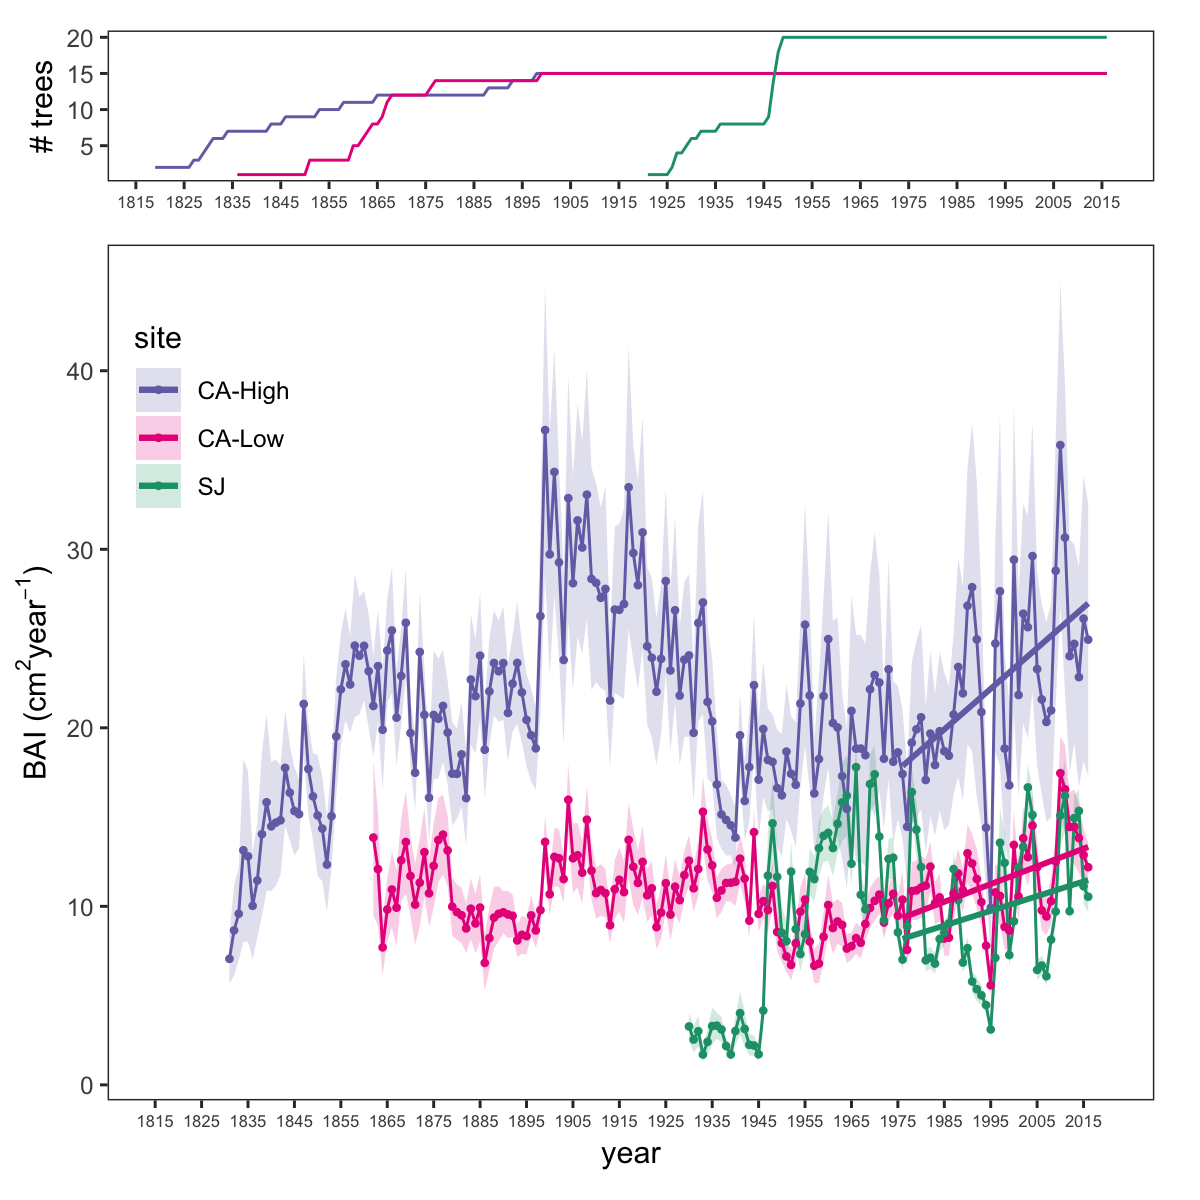 # trees
20
15
10
5
1815 1825 1835 1845 1855 1865 1875 1885 1895 1905 1915 1925 1935 1945 1955 1965 1975 1985 1995 2005 2015
BAI (cm²year⁻¹)
site
CA-High
CA-Low
SJ
40
30
20
10
0
1815 1825 1835 1845 1855 1865 1875 1885 1895 1905 1915 1925 1935 1945 1955 1965 1975 1985 1995 2005 2015
year